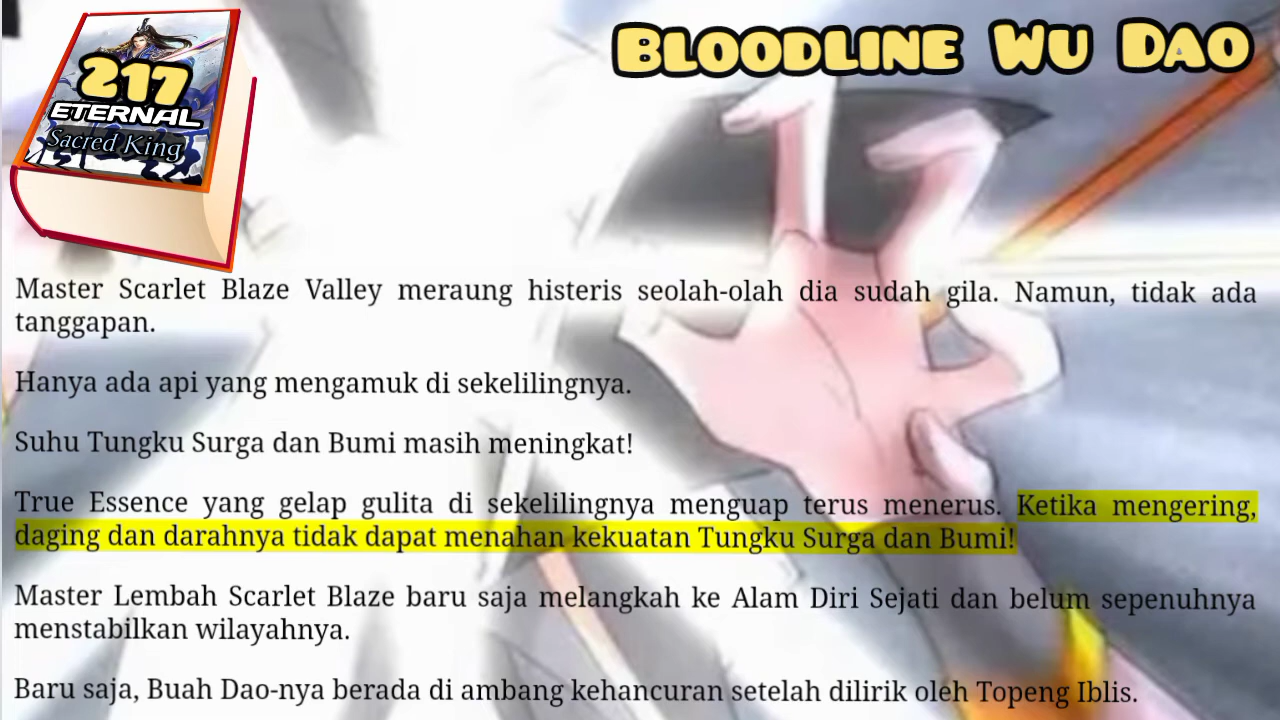 217
ETERNAL
Sacred King
BLOODLINE WU DAO
Master Scarlet Blaze Valley meraung histeris seolah-olah dia sudah gila. Namun, tidak ada
tanggapan.
Hanya ada api yang mengamuk di sekelilingnya.
Suhu Tungku Surga dan Bumi masih meningkat!
True Essence yang gelap gulita di sekelilingnya menguap terus menerus. Ketika mengering,
daging dan darahnya tidak dapat menahan kekuatan Tungku Surga dan Bumi!
Master Lembah Scarlet Blaze baru saja melangkah ke Alam Diri Sejati dan belum sepenuhnya
menstabilkan wilayahnya.
Baru saja, Buah Dao-nya berada di ambang kehancuran setelah dilirik oleh Topeng Iblis.